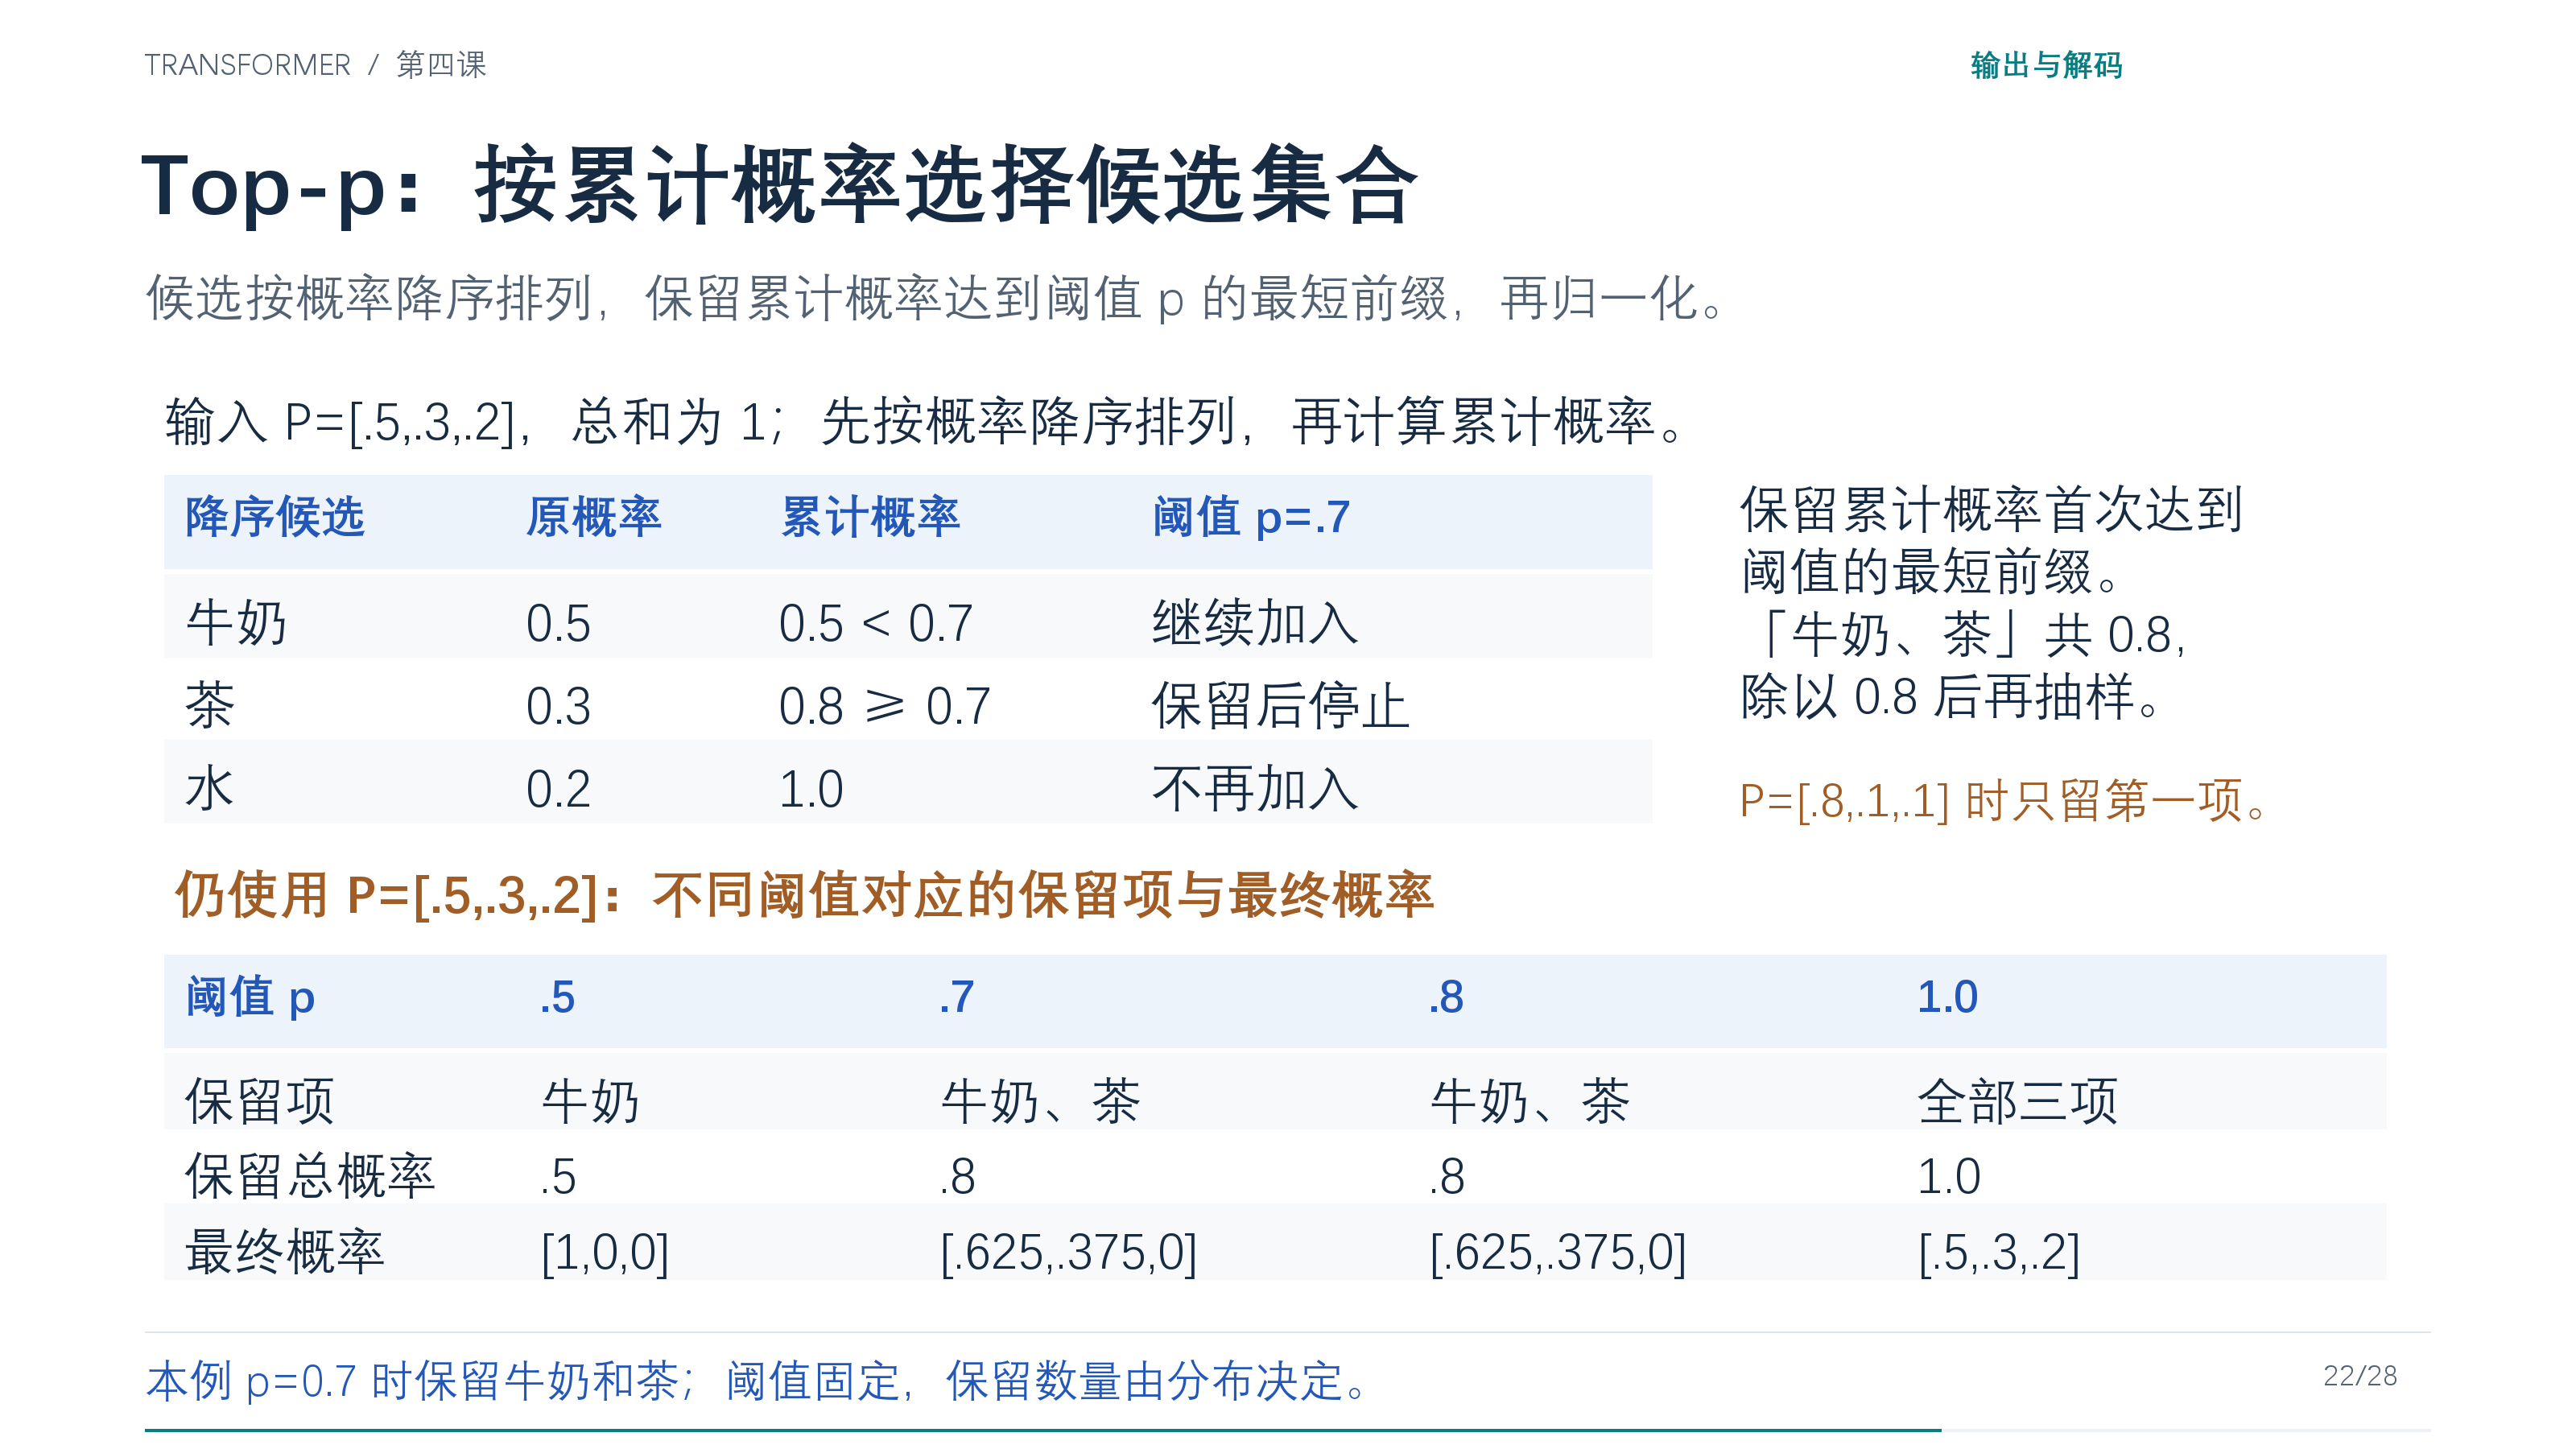 TRANSFORMER / 第四课
输出与解码
Top-p：按累计概率选择候选集合
候选按概率降序排列，保留累计概率达到阈值 p 的最短前缀，再归一化。
输入 P=[.5,.3,.2]，总和为 1；先按概率降序排列，再计算累计概率。
降序候选 原概率 累计概率 阈值 p=.7
牛奶 0.5 0.5 < 0.7 继续加入
茶 0.3 0.8 ⩾ 0.7 保留后停止
水 0.2 1.0 不再加入
保留累计概率首次达到
阈值的最短前缀。
「牛奶、茶」共 0.8，
除以 0.8 后再抽样。
P=[.8,.1,.1] 时只留第一项。
仍使用 P=[.5,.3,.2]：不同阈值对应的保留项与最终概率
阈值 p .5 .7 .8 1.0
保留项 牛奶 牛奶、茶 牛奶、茶 全部三项
保留总概率 .5 .8 .8 1.0
最终概率 [1,0,0] [.625,.375,0] [.625,.375,0] [.5,.3,.2]
本例 p=0.7 时保留牛奶和茶；阈值固定，保留数量由分布决定。
22/28